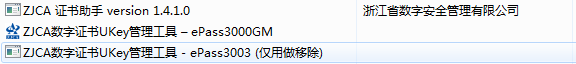 ZJCA 证书助手 version 1.4.1.0 浙江省数字安全管理有限公司
ZJCA数字证书UKey管理工具 – ePass3000GM
ZJCA数字证书UKey管理工具 - ePass3003 (仅用做移除)